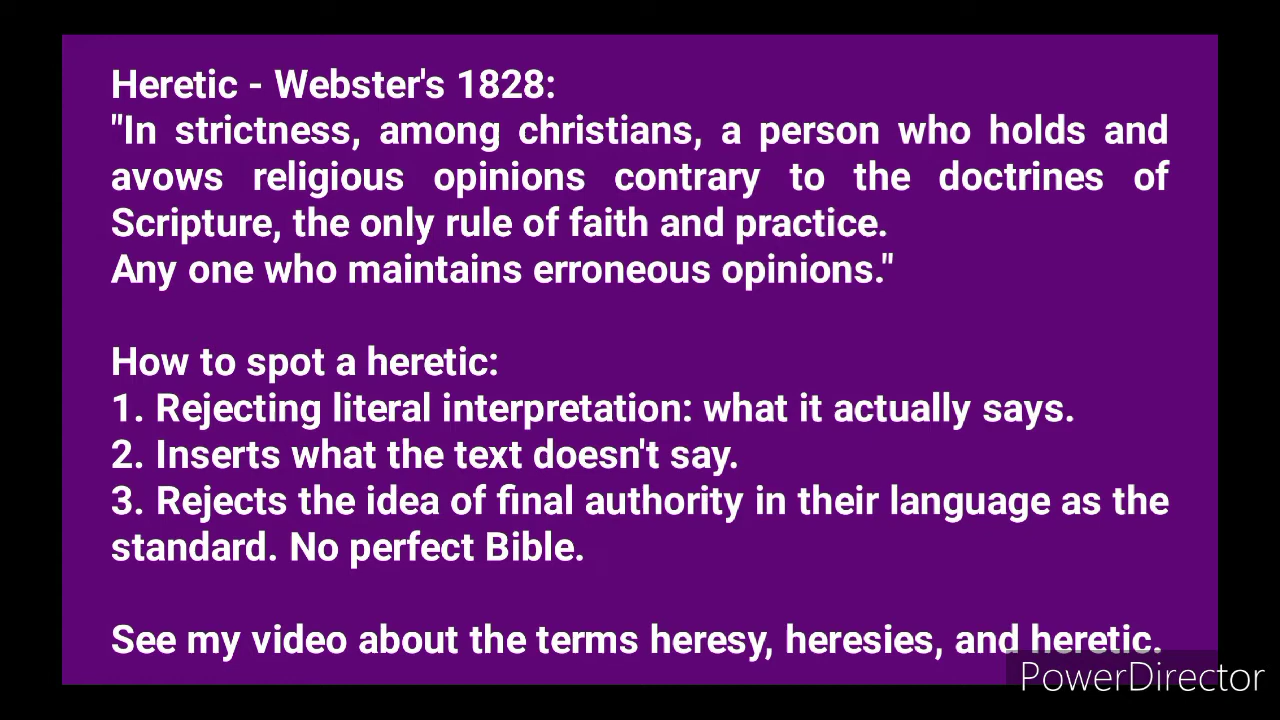 Heretic - Webster's 1828:
"In strictness, among christians, a person who holds and
avows religious opinions contrary to the doctrines of
Scripture, the only rule of faith and practice.
Any one who maintains erroneous opinions."
How to spot a heretic:
1. Rejecting literal interpretation: what it actually says.
2. Inserts what the text doesn't say.
3. Rejects the idea of final authority in their language as the
standard. No perfect Bible.
See my video about the terms heresy, heresies, and heretic.
PowerDirector